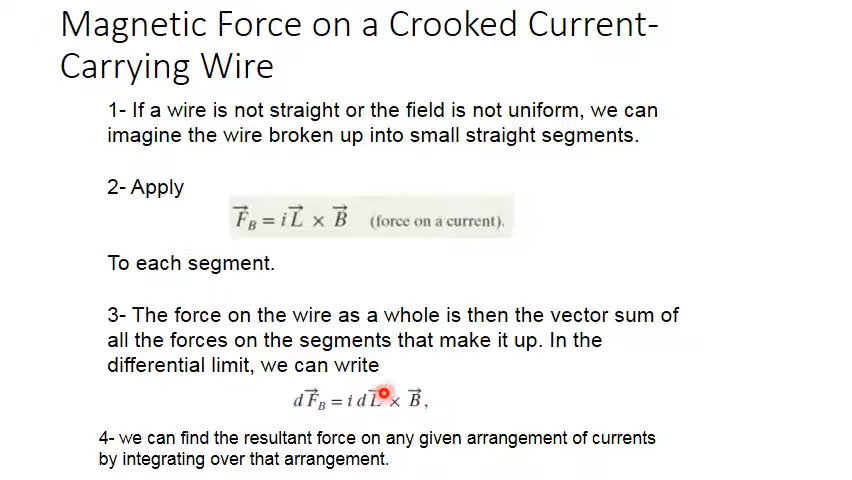 Magnetic Force on a Crooked Current-
Carrying Wire
1- If a wire is not straight or the field is not uniform, we can
imagine the wire broken up into small straight segments.
2- Apply
F⃗_B = i L⃗ × B⃗ (force on a current).
To each segment.
3- The force on the wire as a whole is then the vector sum of
all the forces on the segments that make it up. In the
differential limit, we can write
d F⃗_B = i d L⃗ × B⃗,
4- we can find the resultant force on any given arrangement of currents
by integrating over that arrangement.